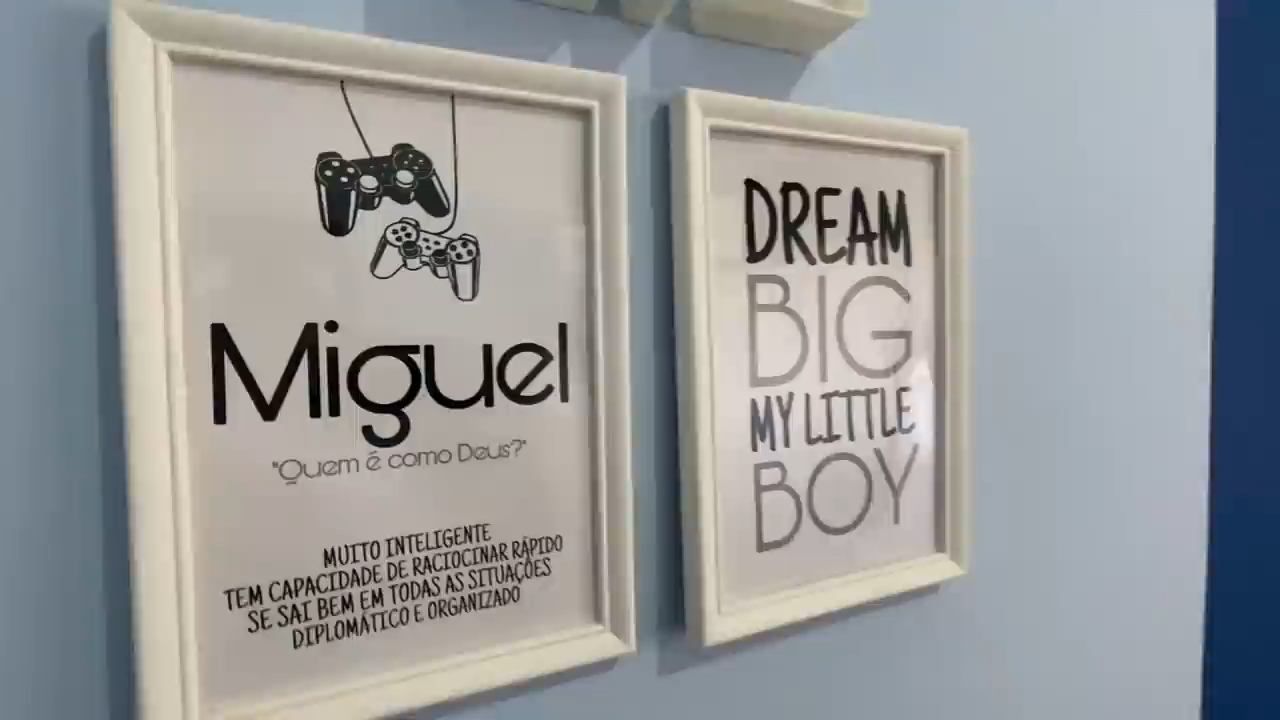 Miguel
"Quem é como Deus?"
MUITO INTELIGENTE
TEM CAPACIDADE DE RACIOCINAR RÁPIDO
SE SAI BEM EM TODAS AS SITUAÇÕES
DIPLOMÁTICO E ORGANIZADO
DREAM
BIG
MY LITTLE
BOY